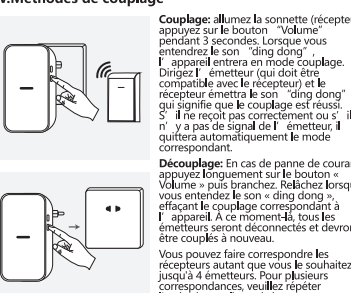 Méthodes de couplage
Couplage: allumez la sonnette (récepteur
appuyez sur le bouton “Volume”
pendant 3 secondes. Lorsque vous
entendrez le son “ding dong” ,
l’ appareil entrera en mode couplage.
Dirigez l’ émetteur (qui doit être
compatible avec le récepteur) et le
récepteur émettra le son “ding dong”
qui signifie que le couplage est réussi.
S’ il ne reçoit pas correctement ou s’ il
n’ y a pas de signal de l’ émetteur, il
quittera automatiquement le mode
correspondant.
Découplage: En cas de panne de coura
appuyez longuement sur le bouton «
Volume » puis branchez. Relâchez lorsqu
vous entendez le son « ding dong »,
effaçant le couplage correspondant à
l’ appareil. À ce moment-là, tous les
émetteurs seront déconnectés et devron
être couplés à nouveau.
Vous pouvez faire correspondre les
récepteurs autant que vous le souhaitez
jusqu'à 4 émetteurs. Pour plusieurs
correspondances, veuillez répéter